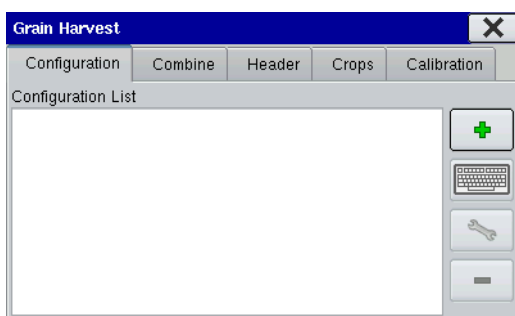 Grain Harvest
Configuration Combine Header Crops Calibration
Configuration List